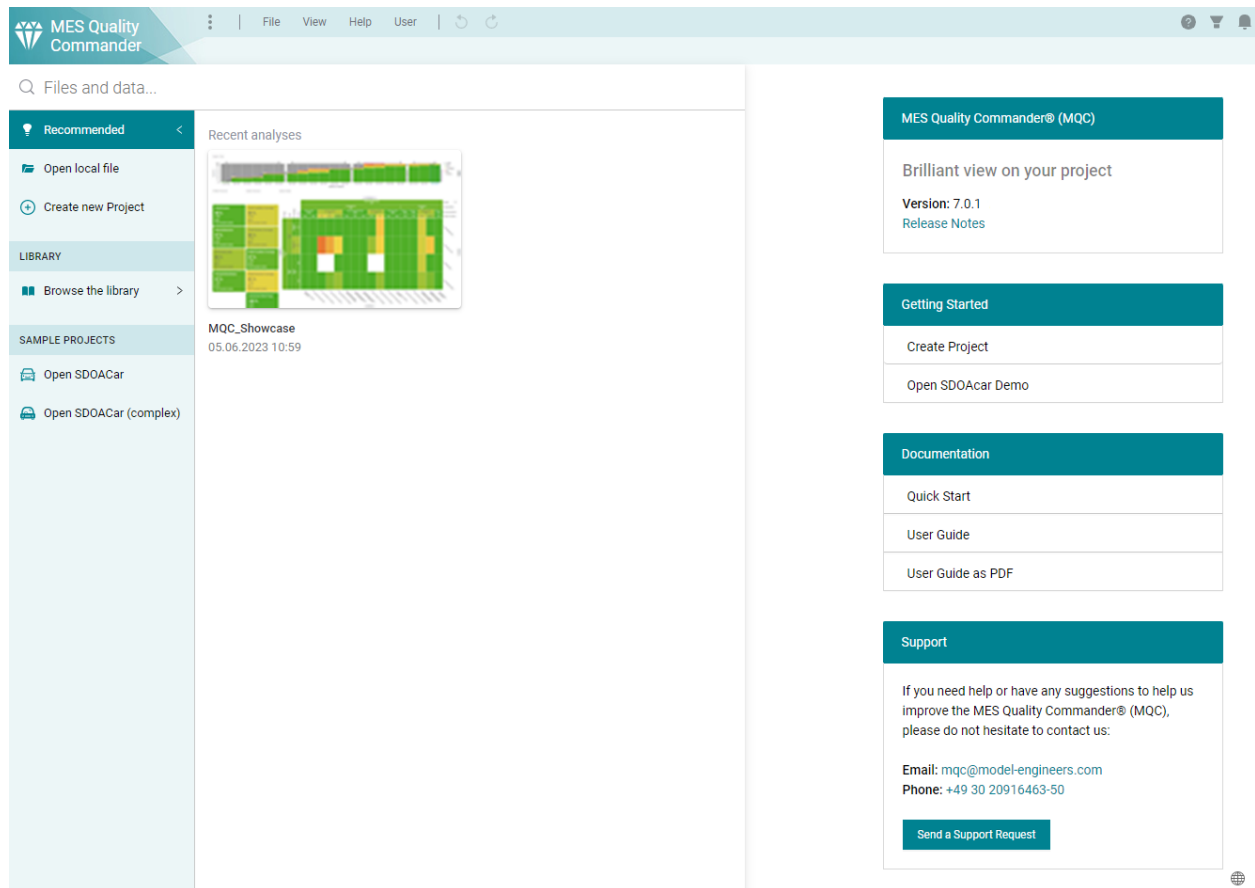 MES Quality
Commander
File View Help User
Files and data...
Recommended
Open local file
Create new Project
LIBRARY
Browse the library
SAMPLE PROJECTS
Open SDOACar
Open SDOACar (complex)
Recent analyses
MQC_Showcase
05.06.2023 10:59
MES Quality Commander® (MQC)
Brilliant view on your project
Version: 7.0.1
Release Notes
Getting Started
Create Project
Open SDOAcar Demo
Documentation
Quick Start
User Guide
User Guide as PDF
Support
If you need help or have any suggestions to help us
improve the MES Quality Commander® (MQC),
please do not hesitate to contact us:
Email: mqc@model-engineers.com
Phone: +49 30 20916463-50
Send a Support Request